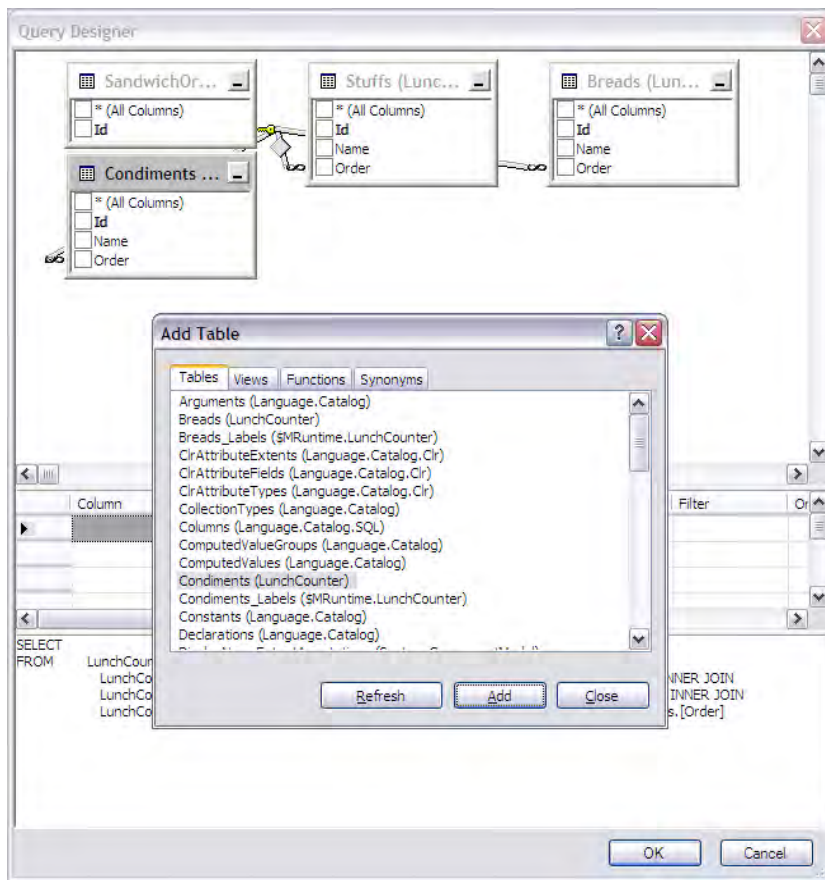 Query Designer
SandwichOr...
* (All Columns)
Id
Stuffs (Lunc...
* (All Columns)
Id
Name
Order
Breads (Lun...
* (All Columns)
Id
Name
Order
Condiments ...
* (All Columns)
Id
Name
Order
Add Table
Tables Views Functions Synonyms
Arguments (Language.Catalog)
Breads (LunchCounter)
Breads_Labels ($MRuntime.LunchCounter)
ClrAttributeExtents (Language.Catalog.Clr)
ClrAttributeFields (Language.Catalog.Clr)
ClrAttributeTypes (Language.Catalog.Clr)
CollectionTypes (Language.Catalog)
Columns (Language.Catalog.SQL)
ComputedValueGroups (Language.Catalog)
ComputedValues (Language.Catalog)
Condiments (LunchCounter)
Condiments_Labels ($MRuntime.LunchCounter)
Constants (Language.Catalog)
Declarations (Language.Catalog)
Refresh Add Close
Column Filter Or
SELECT
FROM LunchCoun
LunchCo NNER JOIN
LunchCo INNER JOIN
LunchCo s.[Order]
OK Cancel